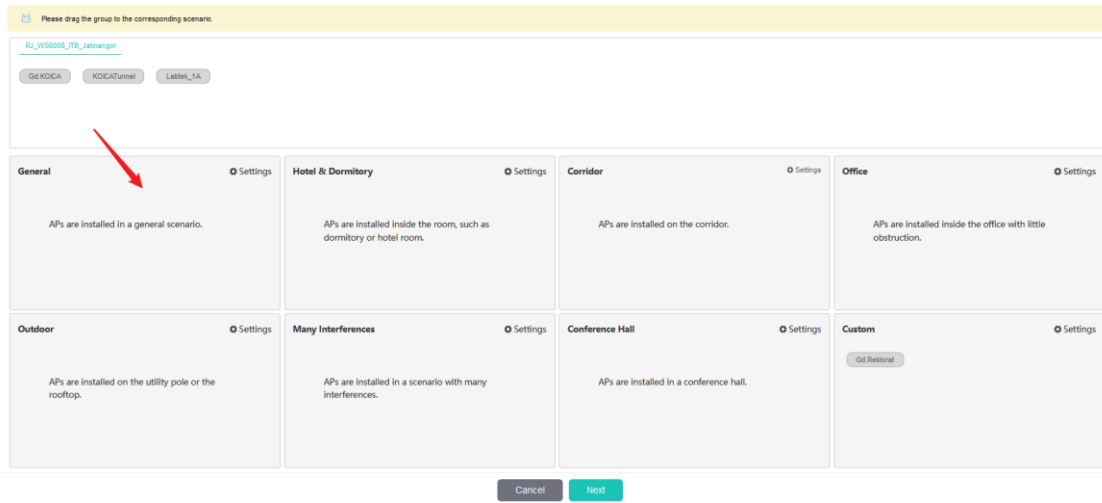 Please drag the group to the corresponding scenario.
RJ_WS6008_ITB_Jatinangor
Gd.KOICA KOICATunnel Labtek_1A
General Settings Hotel & Dormitory Settings Corridor Settings Office Settings
APs are installed in a general scenario.
APs are installed inside the room, such as
dormitory or hotel room.
APs are installed on the corridor.
APs are installed inside the office with little
obstruction.
Outdoor Settings Many Interferences Settings Conference Hall Settings Custom Settings
Gd.Rektorat
APs are installed on the utility pole or the
rooftop.
APs are installed in a scenario with many
interferences.
APs are installed in a conference hall.
Cancel Next